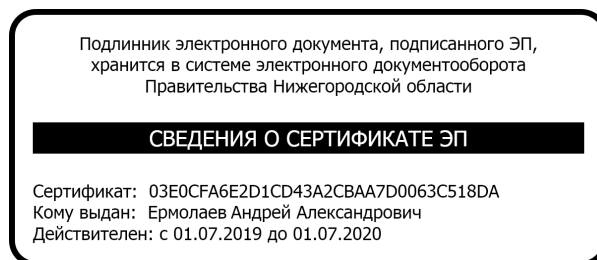 Подлинник электронного документа, подписанного ЭП,
хранится в системе электронного документооборота
Правительства Нижегородской области
СВЕДЕНИЯ О СЕРТИФИКАТЕ ЭП
Сертификат: 03E0CFA6E2D1CD43A2CBAA7D0063C518DA
Кому выдан: Ермолаев Андрей Александрович
Действителен: с 01.07.2019 до 01.07.2020